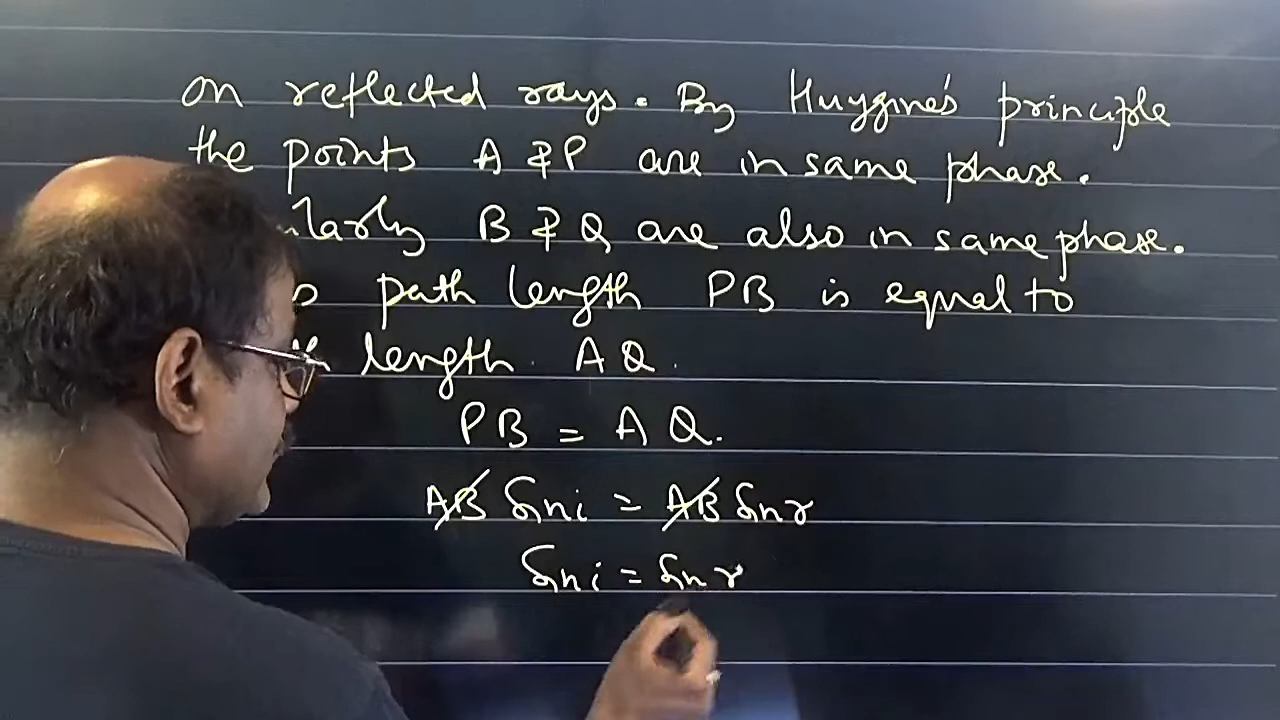 on reflected rays. By Huygine's principle
the points A & P are in same phase.
B & Q are also in same phase.
path length PB is equal to
length AQ.
PB = AQ.
AB Sin i = AB Sin r
Sin i = Sin r